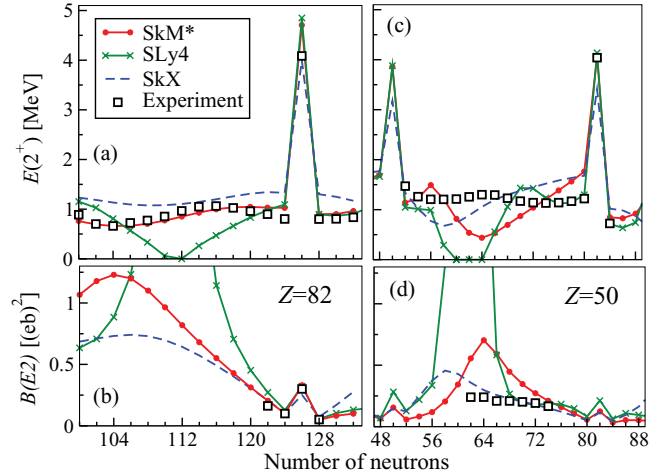 5
4
3
2
1
0
E(2⁺) [MeV]
SkM*
SLy4
SkX
Experiment
(a)
(c)
1
0.5
0
B(E2) [(eb)²]
Z=82
(b)
Z=50
(d)
104 112 120 128
48 56 64 72 80 88
Number of neutrons